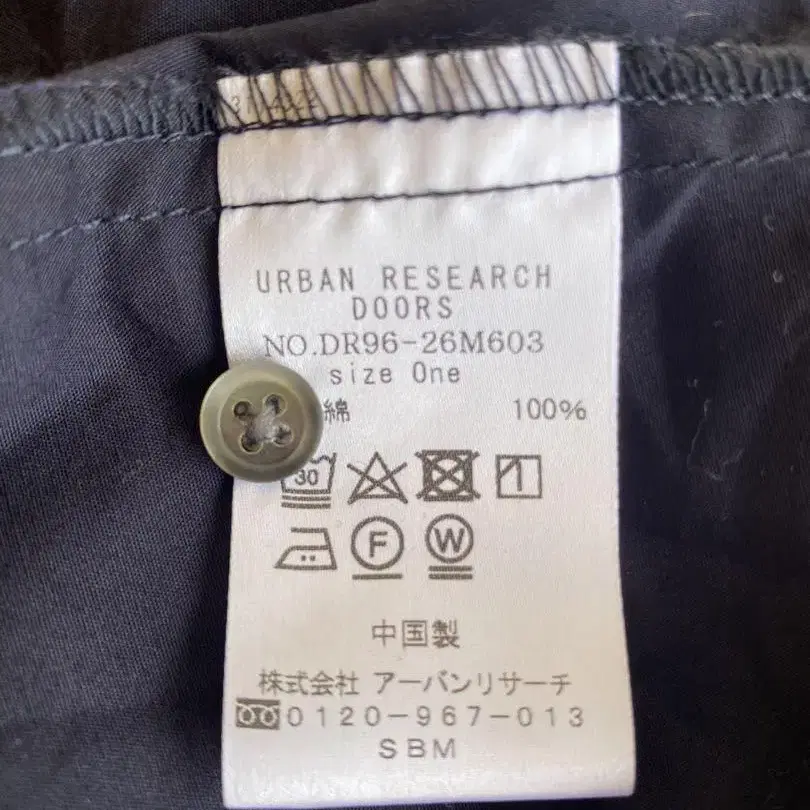 URBAN RESEARCH
DOORS
NO.DR96-26M603
size One
綿 100%
30
F W
中国製
株式会社 アーバンリサーチ
0120-967-013
SBM